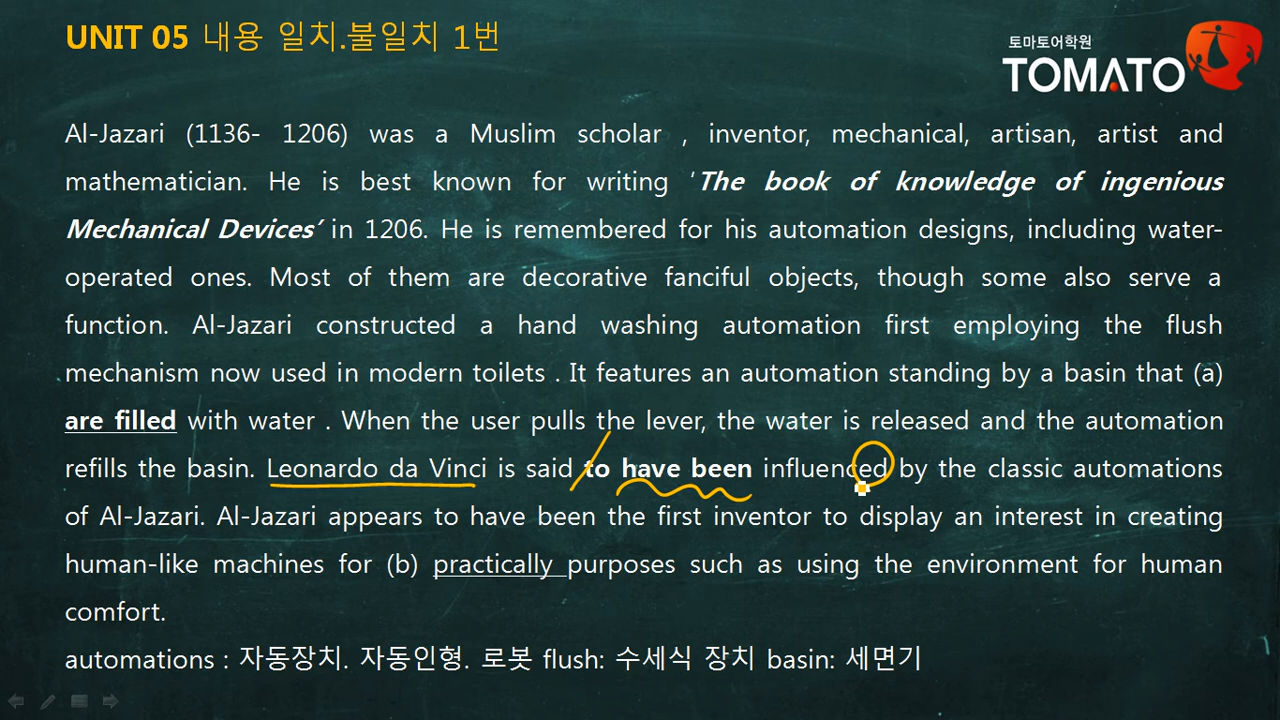 UNIT 05 내용 일치.불일치 1번
토마토어학원
TOMATO
Al-Jazari (1136- 1206) was a Muslim scholar , inventor, mechanical, artisan, artist and
mathematician. He is best known for writing 'The book of knowledge of ingenious
Mechanical Devices' in 1206. He is remembered for his automation designs, including water-
operated ones. Most of them are decorative fanciful objects, though some also serve a
function. Al-Jazari constructed a hand washing automation first employing the flush
mechanism now used in modern toilets . It features an automation standing by a basin that (a)
are filled with water . When the user pulls the lever, the water is released and the automation
refills the basin. Leonardo da Vinci is said to have been influenced by the classic automations
of Al-Jazari. Al-Jazari appears to have been the first inventor to display an interest in creating
human-like machines for (b) practically purposes such as using the environment for human
comfort.
automations : 자동장치. 자동인형. 로봇 flush: 수세식 장치 basin: 세면기